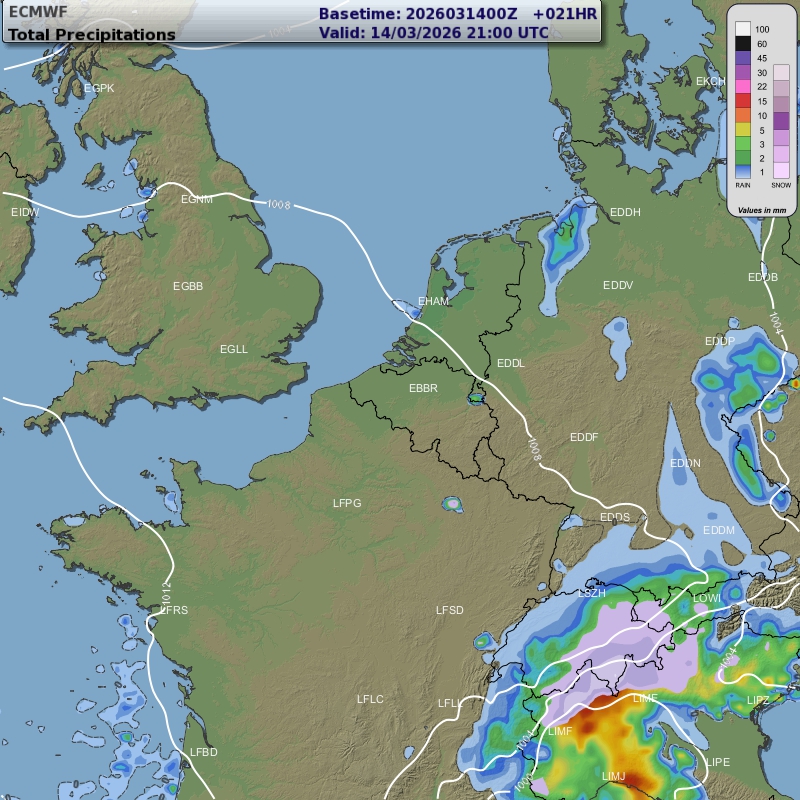 ECMWF
Basetime: 2026031400Z +021HR
Total Precipitations
Valid: 14/03/2026 21:00 UTC
1004
100
60
45
30
22
15
10
5
3
2
1
RAIN
SNOW
Values in mm
EGPK
EKCH
EIDW
EGNM
1008
EDDH
EGBB
EHAM
EDDV
EDDB
1004
EGLL
EDDL
EDDP
EBBR
EDDF
1008
EDDN
LFPG
EDDS
EDDM
1012
LFRS
LFSD
LSZH
LOWI
1004
LFLC
LFLL
LIME
LIPZ
LIMF
1004
LFBD
LIPE
LIMJ
1000